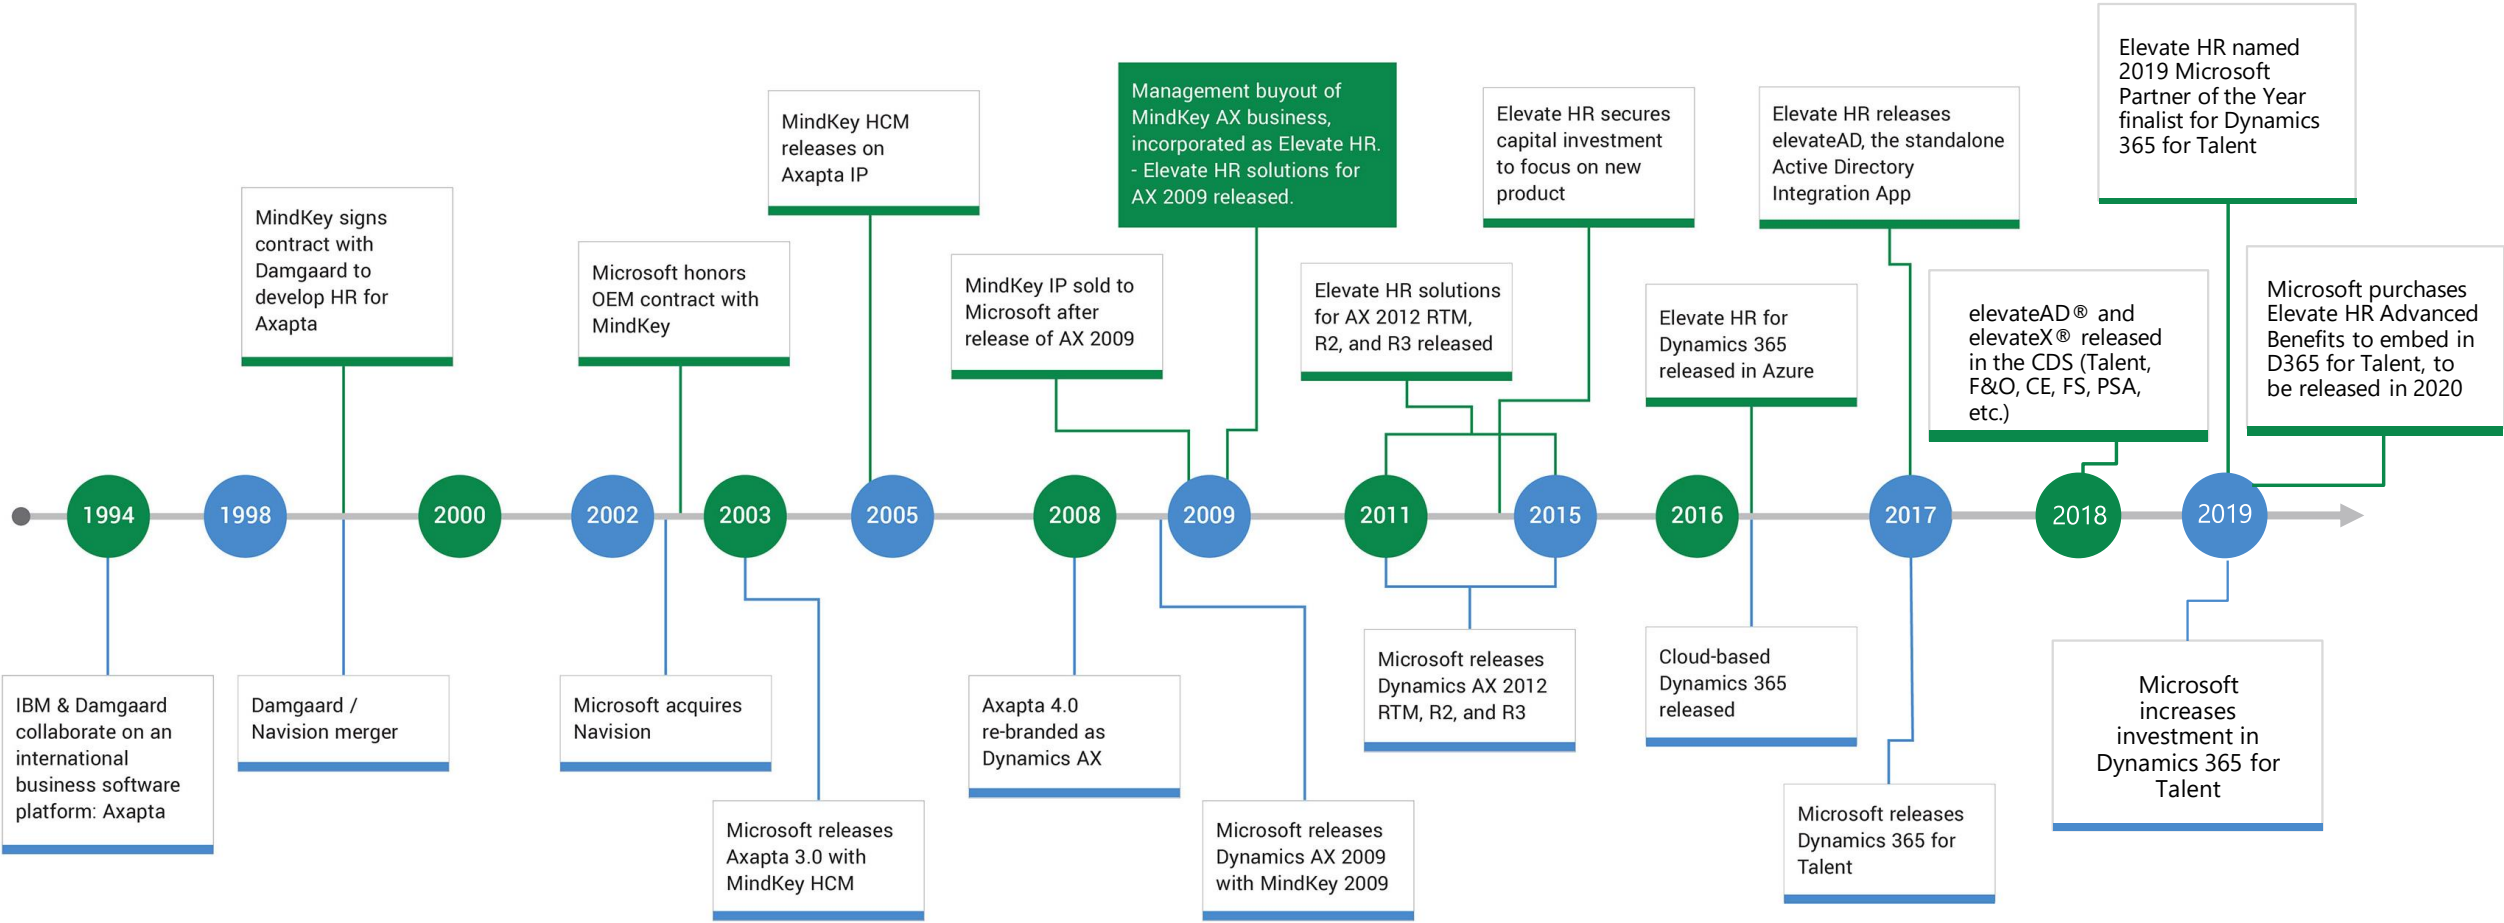 Elevate HR named
2019 Microsoft
Partner of the Year
finalist for Dynamics
365 for Talent
Management buyout of
MindKey AX business,
incorporated as Elevate HR.
- Elevate HR solutions for
AX 2009 released.
MindKey HCM
releases on
Axapta IP
Elevate HR secures
capital investment
to focus on new
product
Elevate HR releases
elevateAD, the standalone
Active Directory
Integration App
MindKey signs
contract with
Damgaard to
develop HR for
Axapta
Microsoft honors
OEM contract with
MindKey
MindKey IP sold to
Microsoft after
release of AX 2009
Elevate HR solutions
for AX 2012 RTM,
R2, and R3 released
Elevate HR for
Dynamics 365
released in Azure
elevateAD® and
elevateX® released
in the CDS (Talent,
F&O, CE, FS, PSA,
etc.)
Microsoft purchases
Elevate HR Advanced
Benefits to embed in
D365 for Talent, to
be released in 2020
1994
1998
2000
2002
2003
2005
2008
2009
2011
2015
2016
2017
2018
2019
IBM & Damgaard
collaborate on an
international
business software
platform: Axapta
Damgaard /
Navision merger
Microsoft acquires
Navision
Microsoft releases
Axapta 3.0 with
MindKey HCM
Axapta 4.0
re-branded as
Dynamics AX
Microsoft releases
Dynamics AX 2009
with MindKey 2009
Microsoft releases
Dynamics AX 2012
RTM, R2, and R3
Cloud-based
Dynamics 365
released
Microsoft releases
Dynamics 365 for
Talent
Microsoft
increases
investment in
Dynamics 365 for
Talent